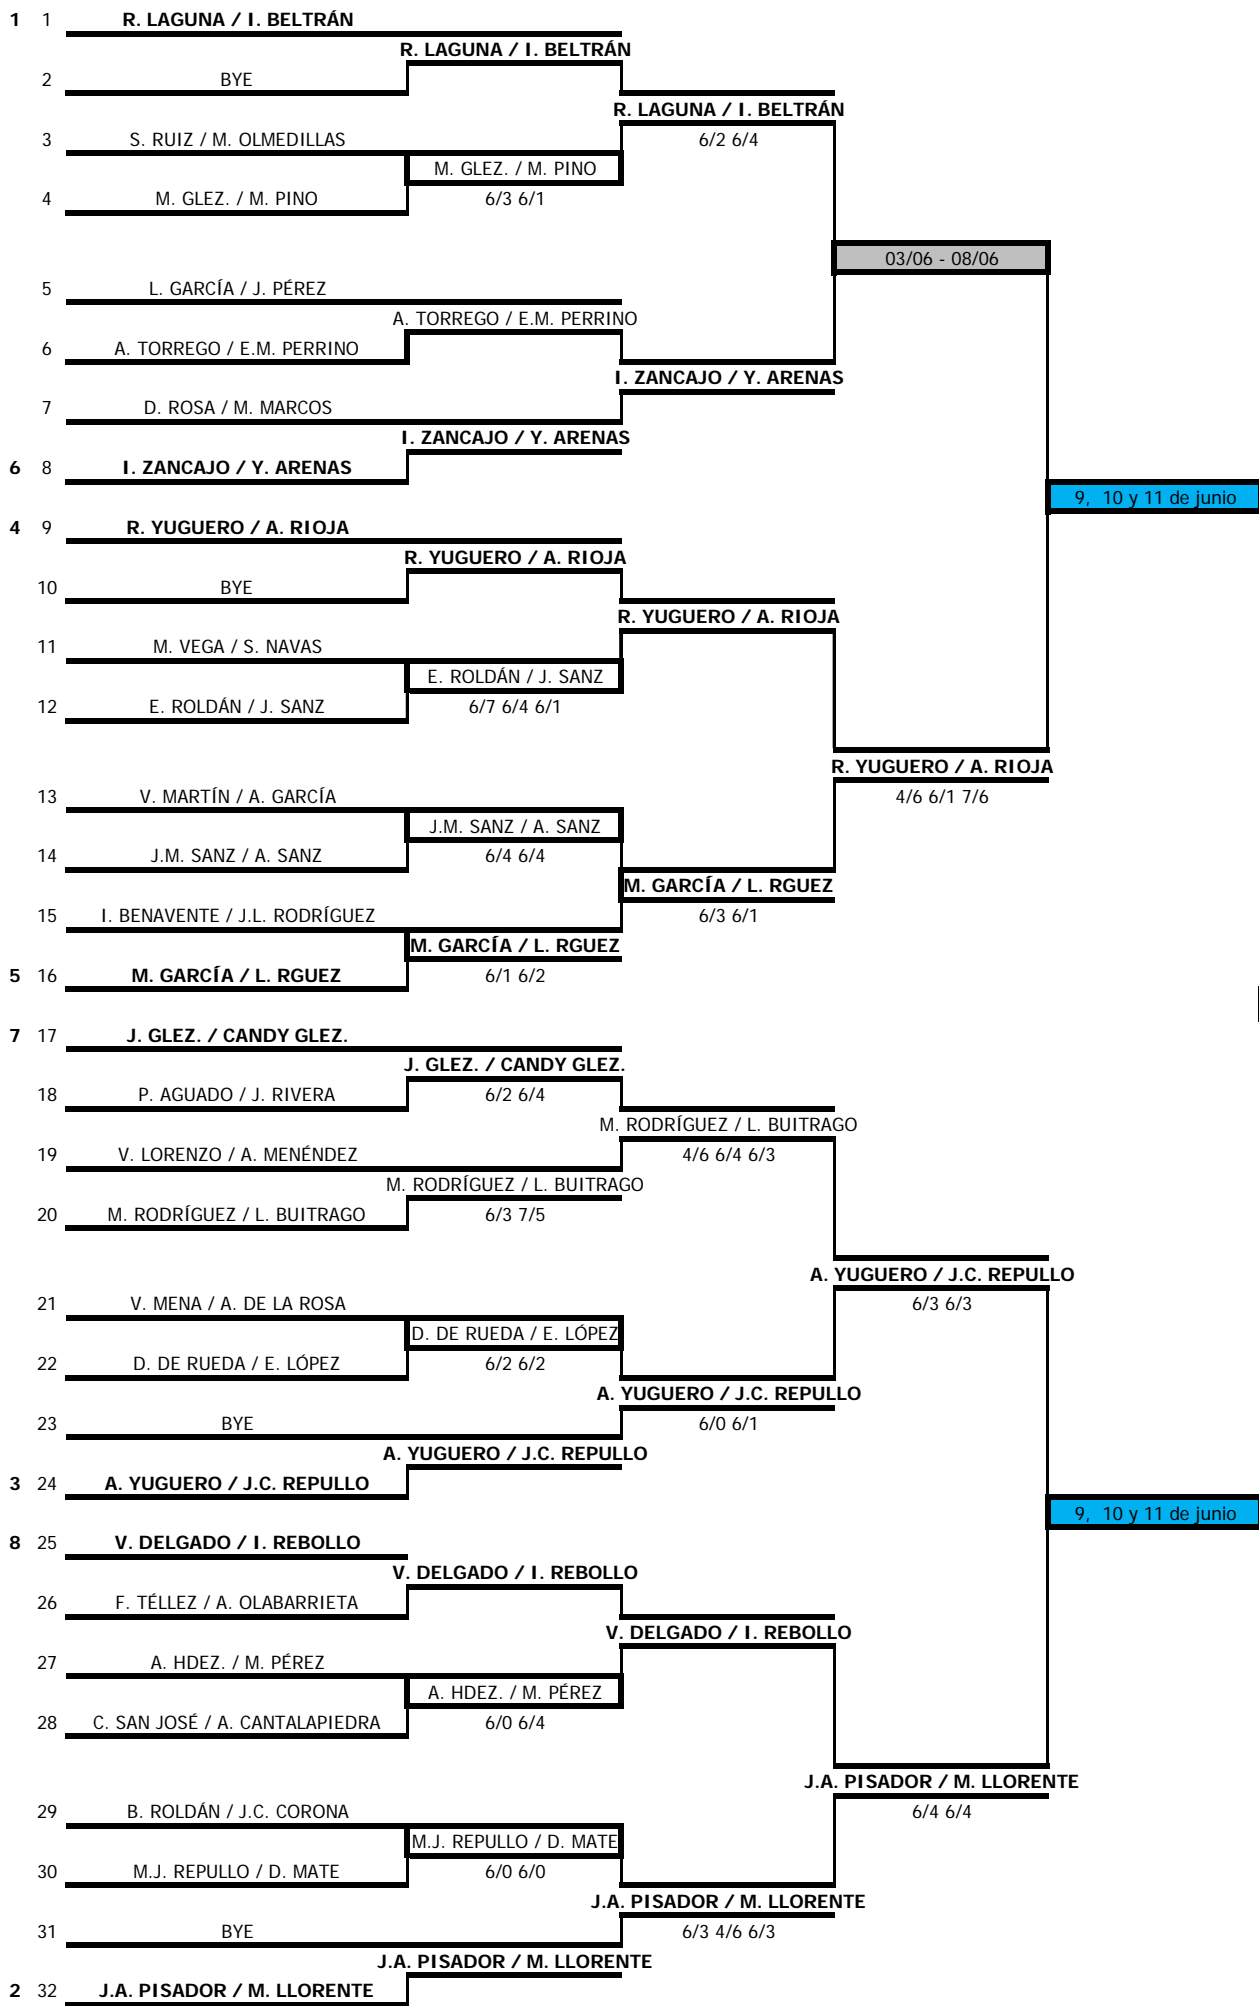 1 1 R. LAGUNA / I. BELTRÁN
R. LAGUNA / I. BELTRÁN
2 BYE
R. LAGUNA / I. BELTRÁN
3 S. RUIZ / M. OLMEDILLAS 6/2 6/4
M. GLEZ. / M. PINO
4 M. GLEZ. / M. PINO 6/3 6/1
03/06 - 08/06
5 L. GARCÍA / J. PÉREZ
A. TORREGO / E.M. PERRINO
6 A. TORREGO / E.M. PERRINO
I. ZANCAJO / Y. ARENAS
7 D. ROSA / M. MARCOS
I. ZANCAJO / Y. ARENAS
6 8 I. ZANCAJO / Y. ARENAS
9, 10 y 11 de junio
4 9 R. YUGUERO / A. RIOJA
R. YUGUERO / A. RIOJA
10 BYE
R. YUGUERO / A. RIOJA
11 M. VEGA / S. NAVAS
E. ROLDÁN / J. SANZ
12 E. ROLDÁN / J. SANZ 6/7 6/4 6/1
R. YUGUERO / A. RIOJA
13 V. MARTÍN / A. GARCÍA 4/6 6/1 7/6
J.M. SANZ / A. SANZ
14 J.M. SANZ / A. SANZ 6/4 6/4
M. GARCÍA / L. RGUEZ
15 I. BENAVENTE / J.L. RODRÍGUEZ 6/3 6/1
M. GARCÍA / L. RGUEZ
5 16 M. GARCÍA / L. RGUEZ 6/1 6/2
7 17 J. GLEZ. / CANDY GLEZ.
J. GLEZ. / CANDY GLEZ.
18 P. AGUADO / J. RIVERA 6/2 6/4
M. RODRÍGUEZ / L. BUITRAGO
19 V. LORENZO / A. MENÉNDEZ 4/6 6/4 6/3
M. RODRÍGUEZ / L. BUITRAGO
20 M. RODRÍGUEZ / L. BUITRAGO 6/3 7/5
A. YUGUERO / J.C. REPULLO
21 V. MENA / A. DE LA ROSA 6/3 6/3
D. DE RUEDA / E. LÓPEZ
22 D. DE RUEDA / E. LÓPEZ 6/2 6/2
A. YUGUERO / J.C. REPULLO
23 BYE 6/0 6/1
A. YUGUERO / J.C. REPULLO
3 24 A. YUGUERO / J.C. REPULLO
9, 10 y 11 de junio
8 25 V. DELGADO / I. REBOLLO
V. DELGADO / I. REBOLLO
26 F. TÉLLEZ / A. OLABARRIETA
V. DELGADO / I. REBOLLO
27 A. HDEZ. / M. PÉREZ
A. HDEZ. / M. PÉREZ
28 C. SAN JOSÉ / A. CANTALAPIEDRA 6/0 6/4
J.A. PISADOR / M. LLORENTE
29 B. ROLDÁN / J.C. CORONA 6/4 6/4
M.J. REPULLO / D. MATE
30 M.J. REPULLO / D. MATE 6/0 6/0
J.A. PISADOR / M. LLORENTE
31 BYE 6/3 4/6 6/3
J.A. PISADOR / M. LLORENTE
2 32 J.A. PISADOR / M. LLORENTE